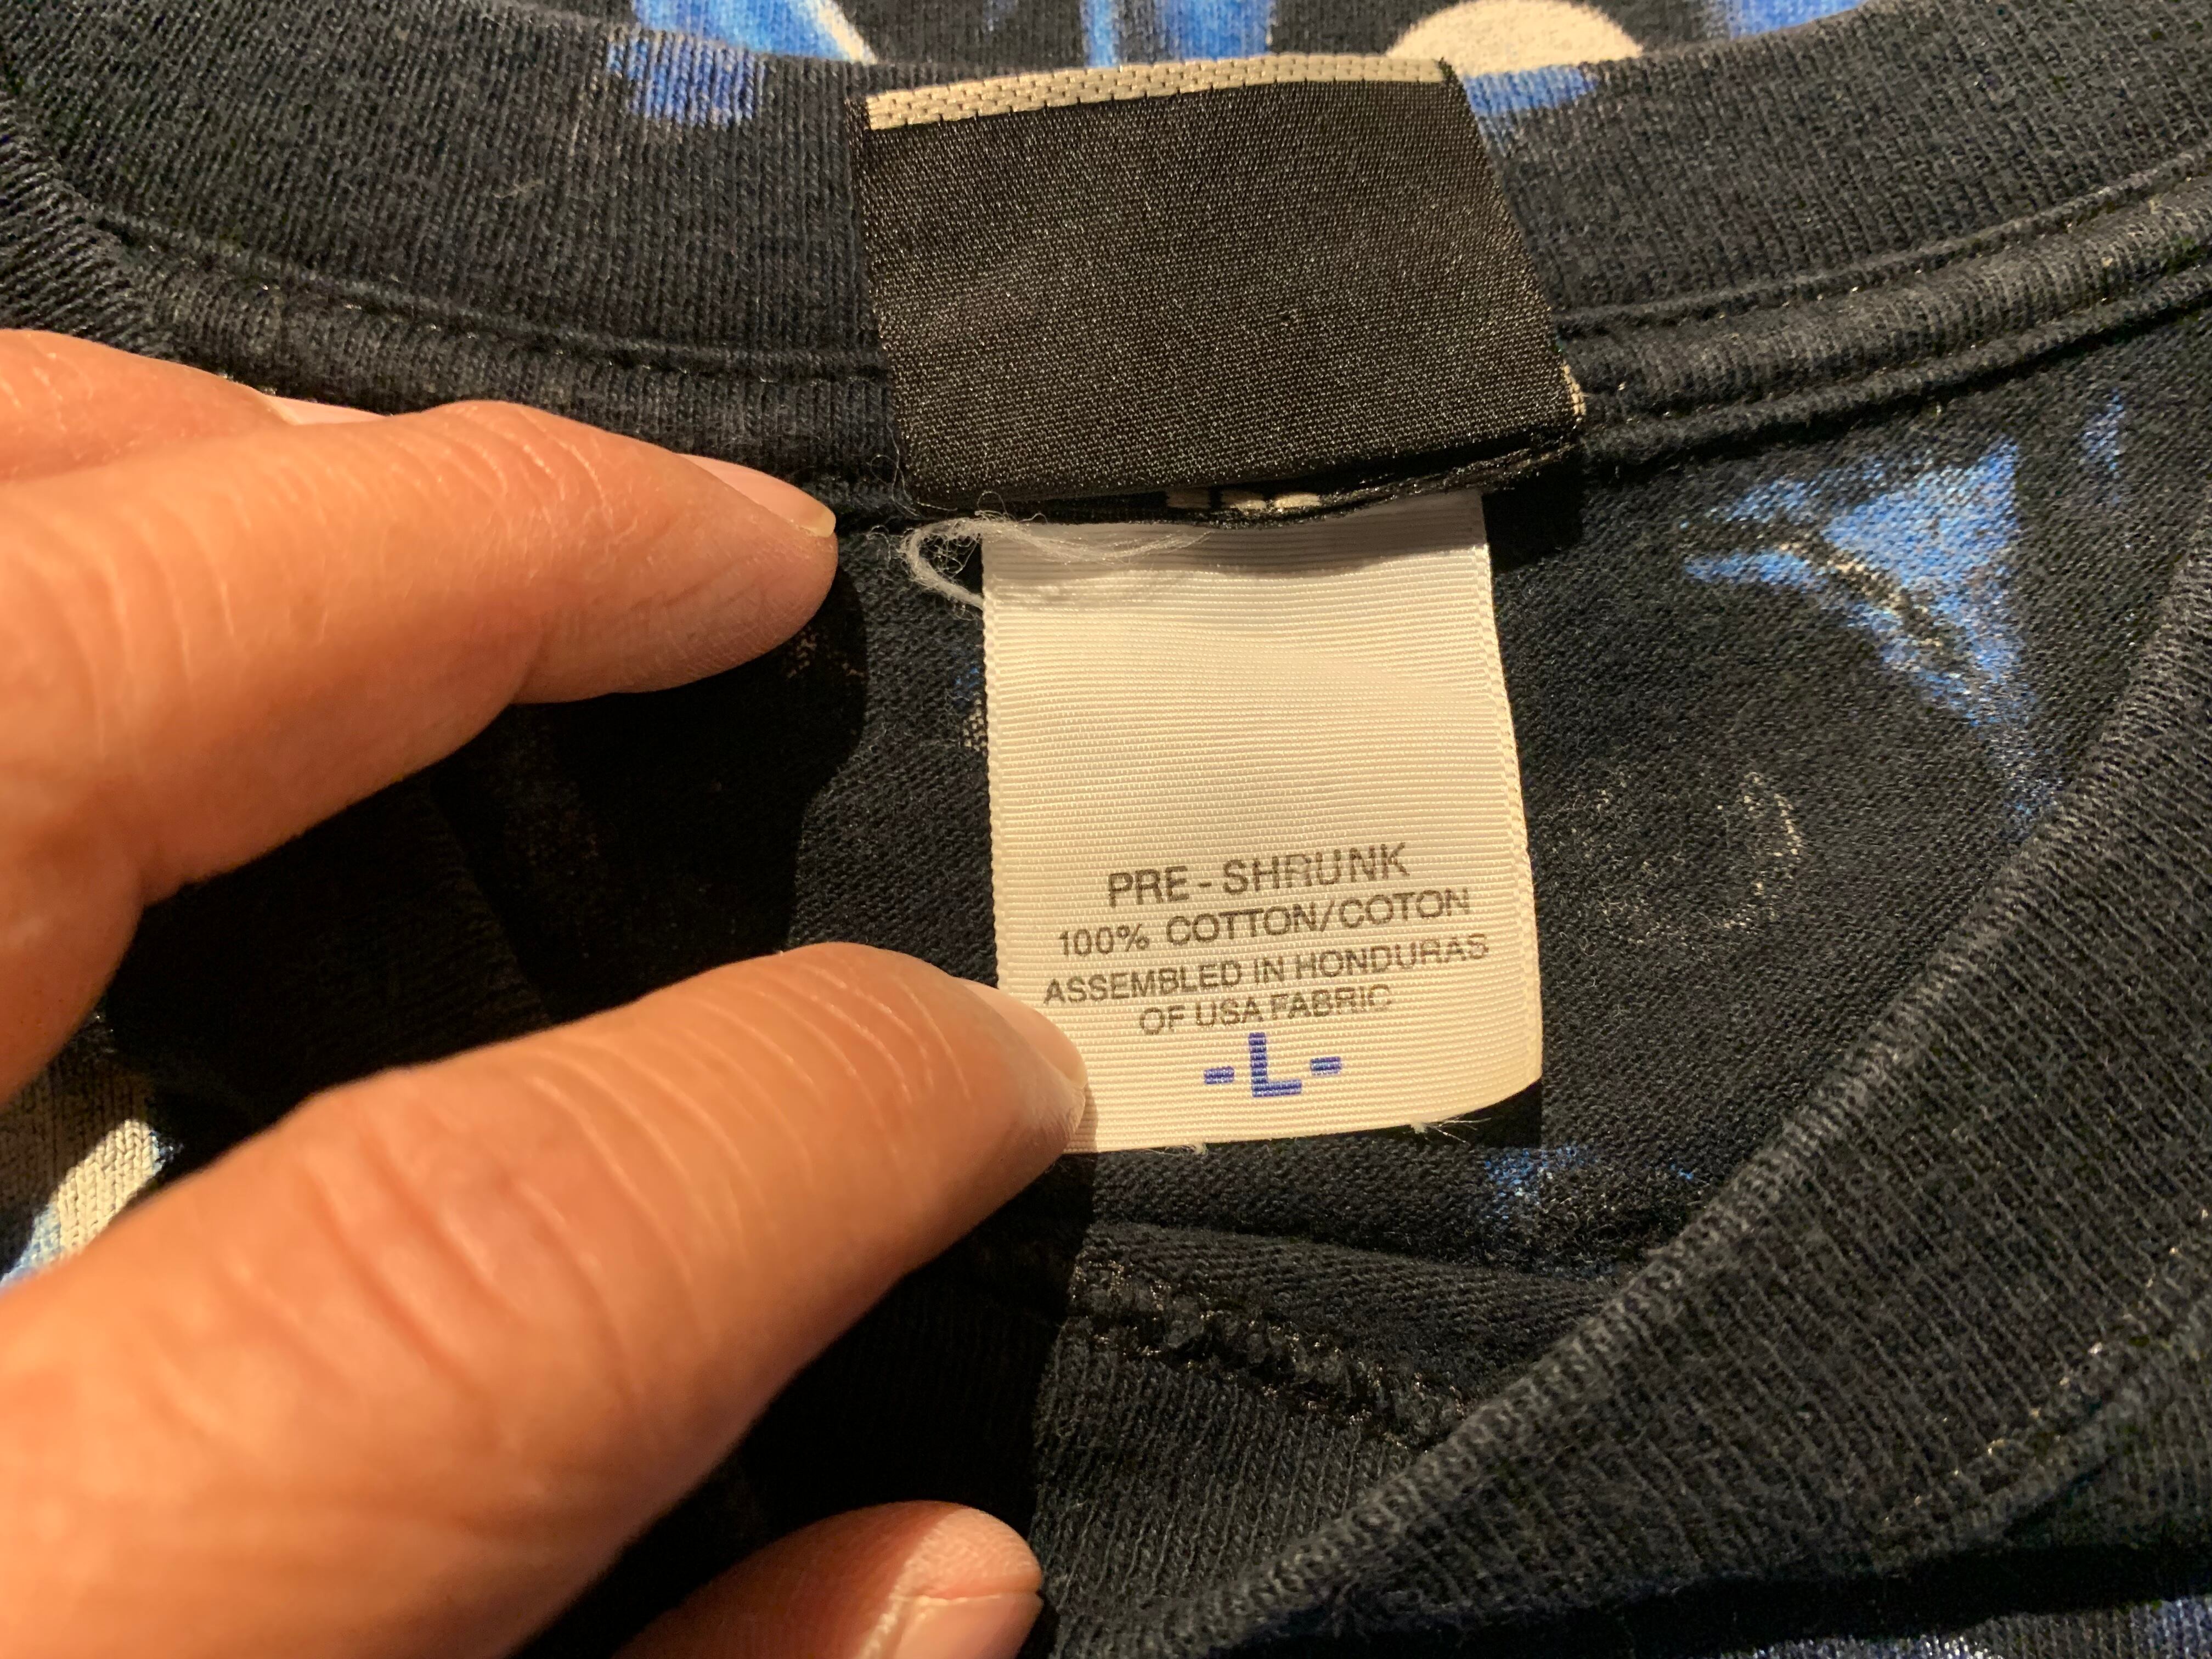 PRE-SHRUNK
100% COTTON/COTON
ASSEMBLED IN HONDURAS
OF USA FABRIC
-L-